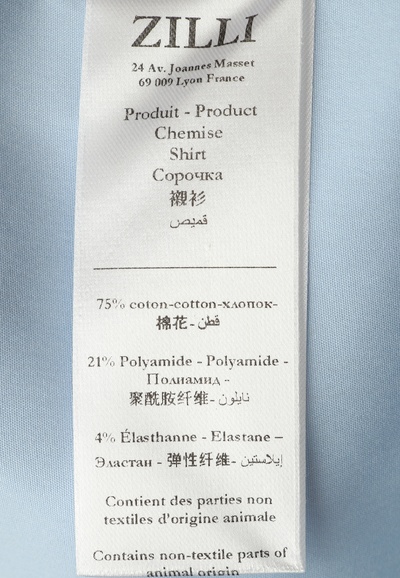 ZILLI
24 Av. Joannes Masset
69 009 Lyon France
Produit - Product
Chemise
Shirt
Сорочка
襯衫
قميص
75% coton-cotton-хлопок-
棉花- قطن
21% Polyamide - Polyamide -
Полиамид -
聚酰胺纤维- نايلون
4% Élasthanne - Elastane –
Эластан - 弹性纤维- إيلاستين
Contient des parties non
textiles d'origine animale
Contains non-textile parts of
animal origin